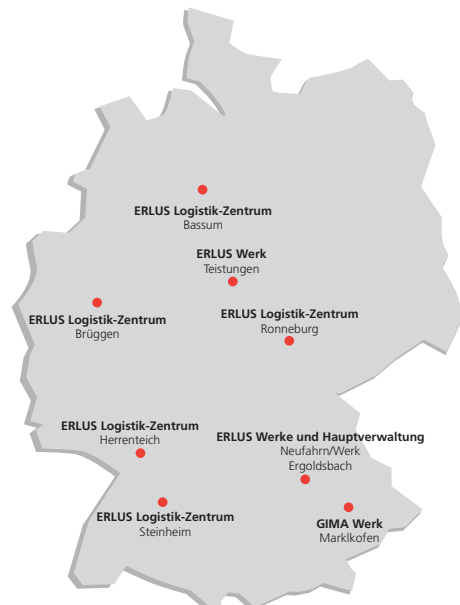 ERLUS Logistik-Zentrum
Bassum
ERLUS Werk
Teistungen
ERLUS Logistik-Zentrum
Brüggen
ERLUS Logistik-Zentrum
Ronneburg
ERLUS Logistik-Zentrum
Herrenteich
ERLUS Werke und Hauptverwaltung
Neufahrn/Werk
Ergoldsbach
ERLUS Logistik-Zentrum
Steinheim
GIMA Werk
Marklkofen